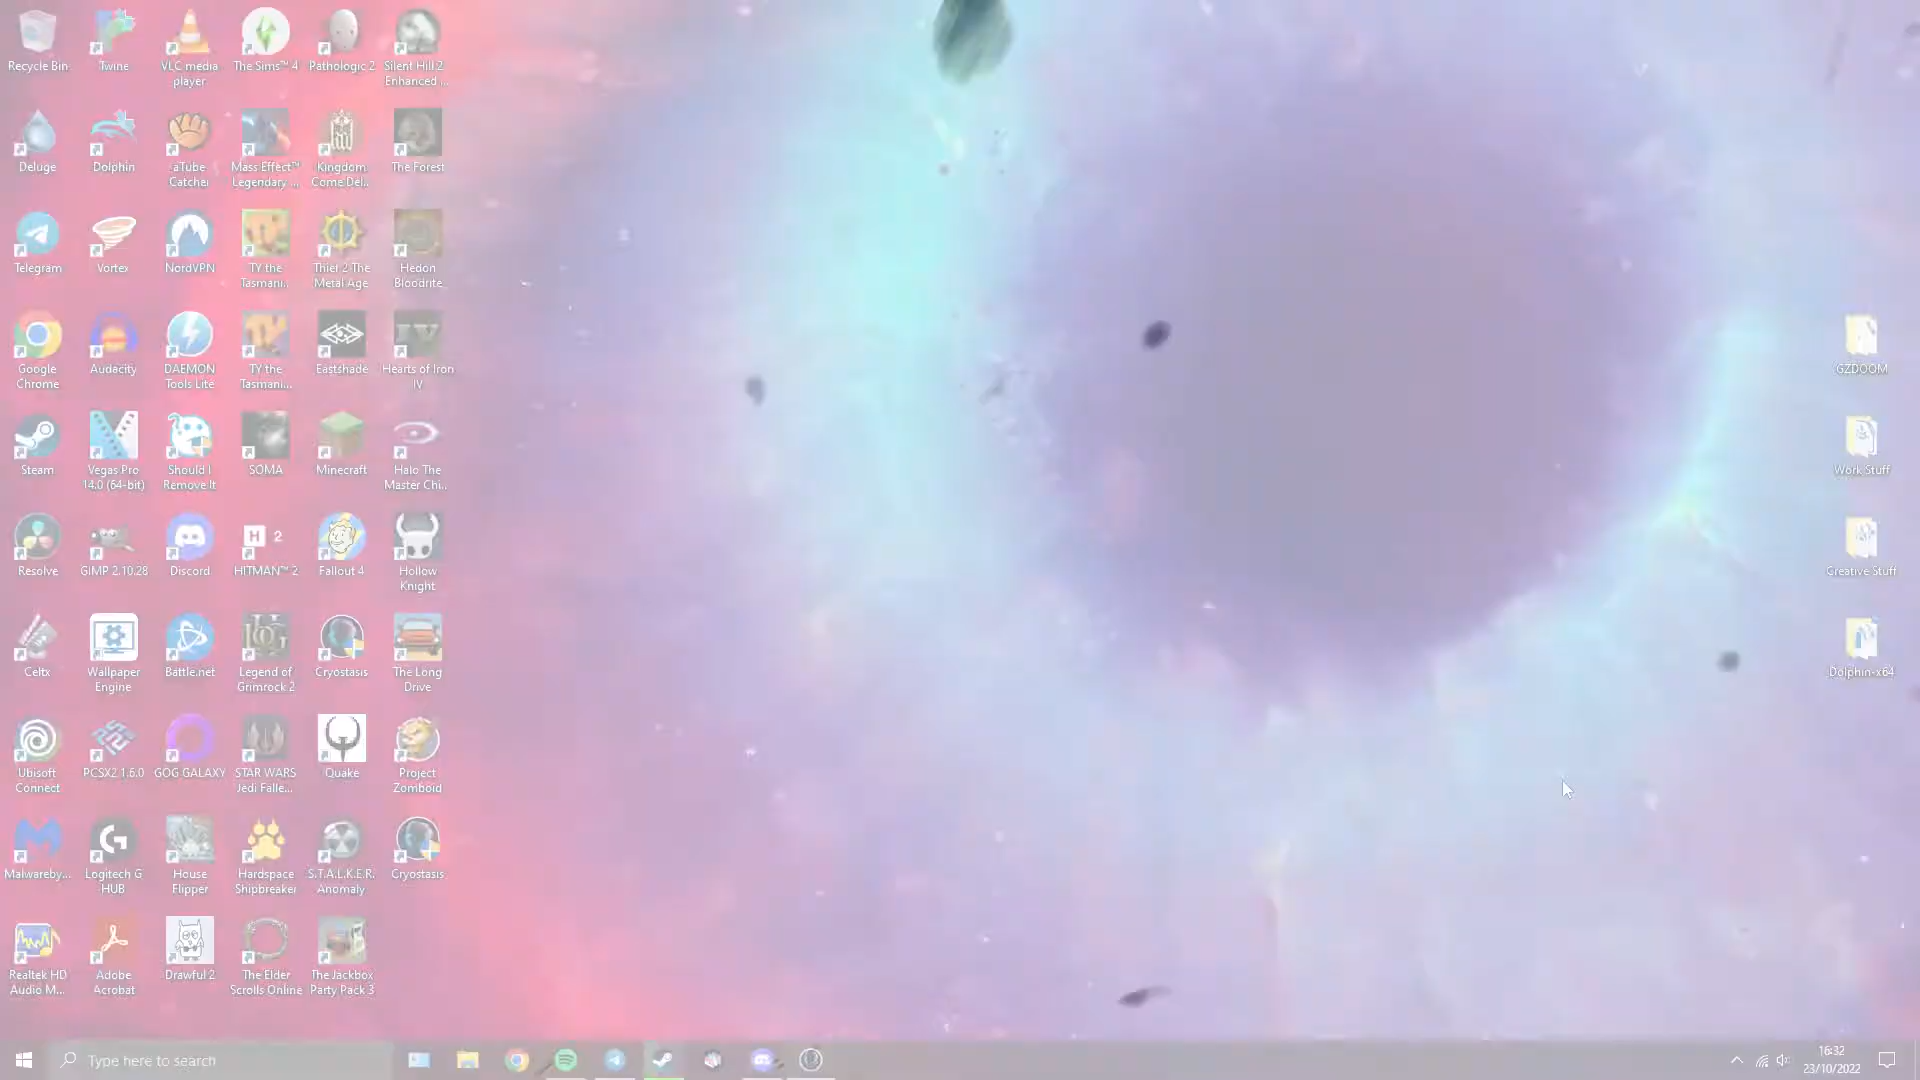 Recycle Bin
Twine
VLC media
player
The Sims™ 4
Pathologic 2
Silent Hill 2
Enhanced ...
Deluge
Dolphin
aTube
Catcher
Mass Effect™
Legendary ...
Kingdom
Come Del...
The Forest
Telegram
Vortex
NordVPN
TY the
Tasmani...
Thief 2 The
Metal Age
Hedon
Bloodrite
Google
Chrome
Audacity
DAEMON
Tools Lite
TY the
Tasmani...
Eastshade
IV
Hearts of Iron
IV
GZDOOM
Steam
Vegas Pro
14.0 (64-bit)
Should I
Remove It
SOMA
Minecraft
Halo The
Master Chi...
Work Stuff
Resolve
GIMP 2.10.28
Discord
H 2
HITMAN™ 2
Fallout 4
Hollow
Knight
Creative Stuff
Celtx
Wallpaper
Engine
Battle.net
LOG
Legend of
Grimrock 2
Cryostasis
The Long
Drive
Dolphin-x64
Ubisoft
Connect
PCSX2 1.6.0
GOG GALAXY
STAR WARS
Jedi Falle...
Quake
Project
Zomboid
Malwareby...
Logitech G
HUB
House
Flipper
Hardspace
Shipbreaker
S.T.A.L.K.E.R.
Anomaly
Cryostasis
Realtek HD
Audio M...
Adobe
Acrobat
Drawful 2
The Elder
Scrolls Online
The Jackbox
Party Pack 3
Type here to search
16:32
23/10/2022